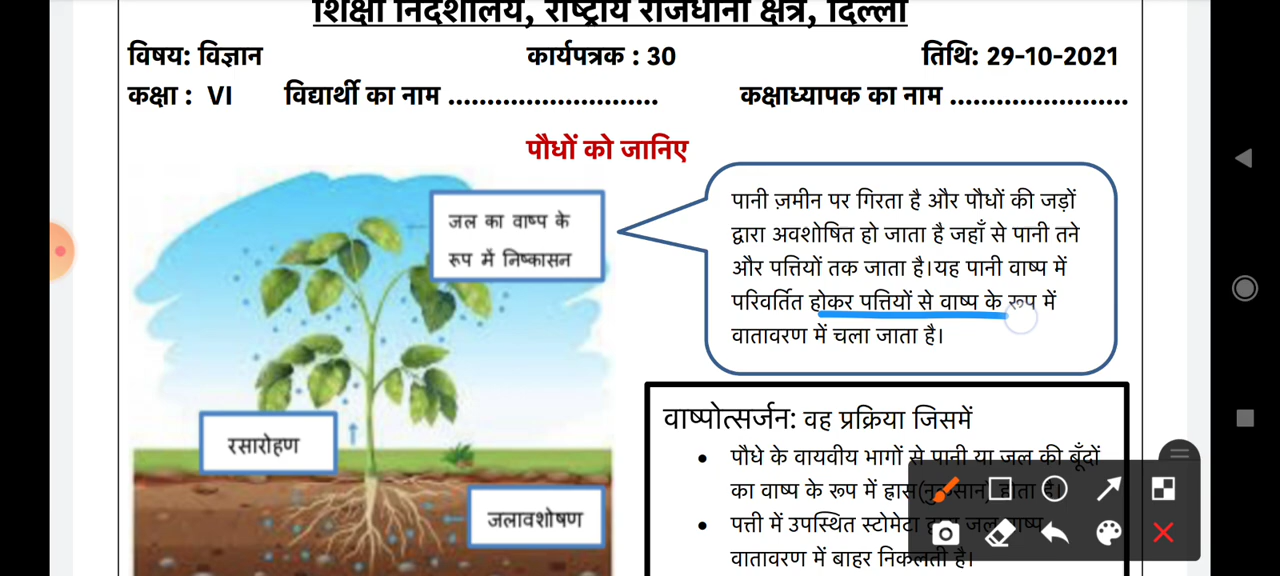 शिक्षा निदेशालय, राष्ट्रीय राजधानी क्षेत्र, दिल्ली
विषय: विज्ञान कार्यपत्रक : 30 तिथि: 29-10-2021
कक्षा : VI विद्यार्थी का नाम ............................ कक्षाध्यापक का नाम ........................
पौधों को जानिए
जल का वाष्प के
रूप में निष्कासन
पानी ज़मीन पर गिरता है और पौधों की जड़ों
द्वारा अवशोषित हो जाता है जहाँ से पानी तने
और पत्तियों तक जाता है।यह पानी वाष्प में
परिवर्तित होकर पत्तियों से वाष्प के रूप में
वातावरण में चला जाता है।
रसारोहण
जलावशोषण
वाष्पोत्सर्जन: वह प्रक्रिया जिसमें
• पौधे के वायवीय भागों से पानी या जल की बूँदों
का वाष्प के रूप में ह्रास(नुकसान) होता है।
• पत्ती में उपस्थित स्टोमेटा द्वारा जल वाष्प
वातावरण में बाहर निकलती है।